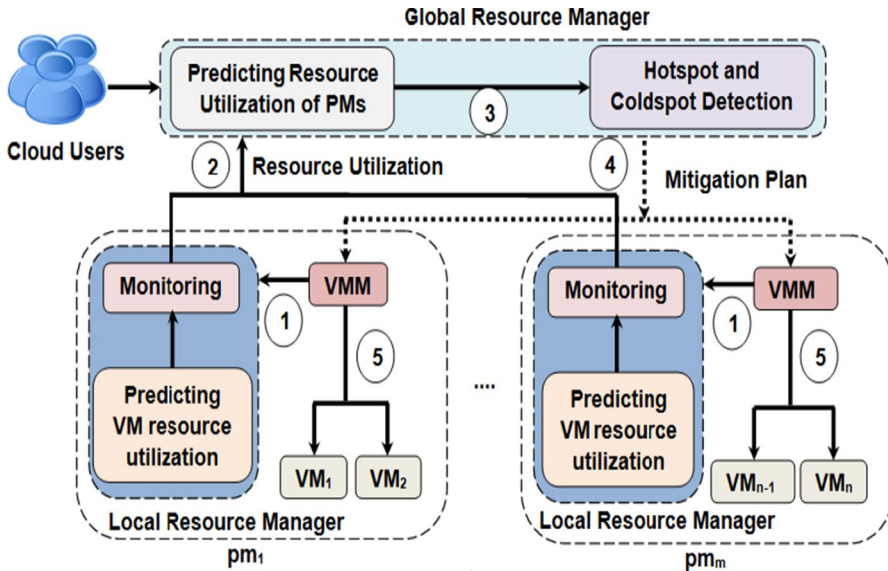 Global Resource Manager
Predicting Resource
Utilization of PMs
Hotspot and
Coldspot Detection
3
Cloud Users
2
Resource Utilization
4
Mitigation Plan
Monitoring
VMM
1
5
Predicting
VM resource
utilization
VM₁
VM₂
Local Resource Manager
pm₁
....
Monitoring
VMM
1
5
Predicting
VM resource
utilization
VMₙ₋₁
VMₙ
Local Resource Manager
pmₘ